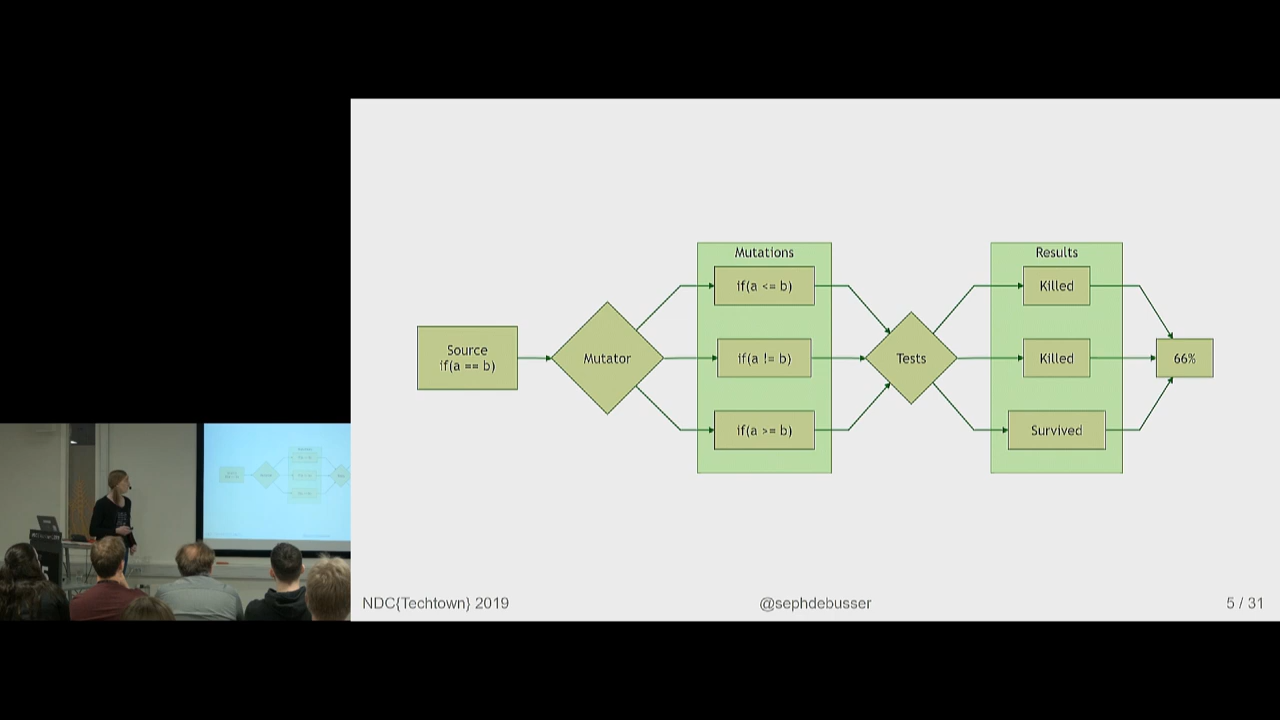 Mutations
Results
if(a <= b)
Killed
Source
if(a == b)
Mutator
if(a != b)
Tests
Killed
66%
if(a >= b)
Survived
NDC{Techtown} 2019
@sephdebusser
5 / 31